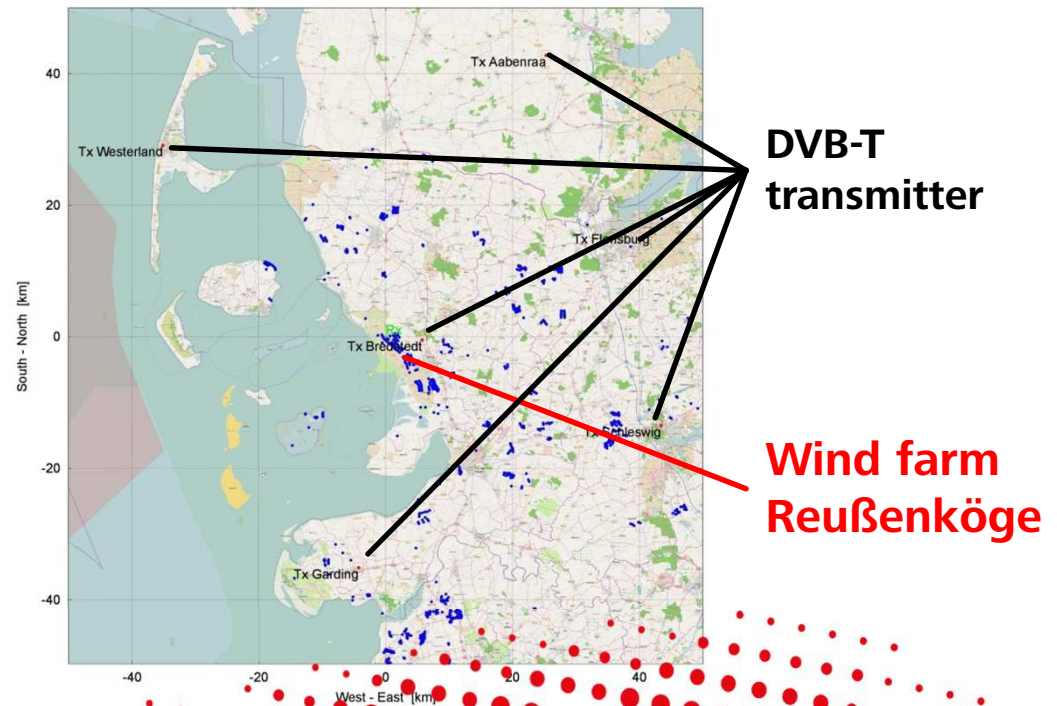 40
20
0
-20
-40
South - North [km]
-40
-20
-0
20
40
West - East [km]
Tx Aabenraa
Tx Westerland
Tx Flensburg
Rx
Tx Bredstedt
Tx Schleswig
Tx Garding
DVB-T
transmitter
Wind farm
Reußenköge